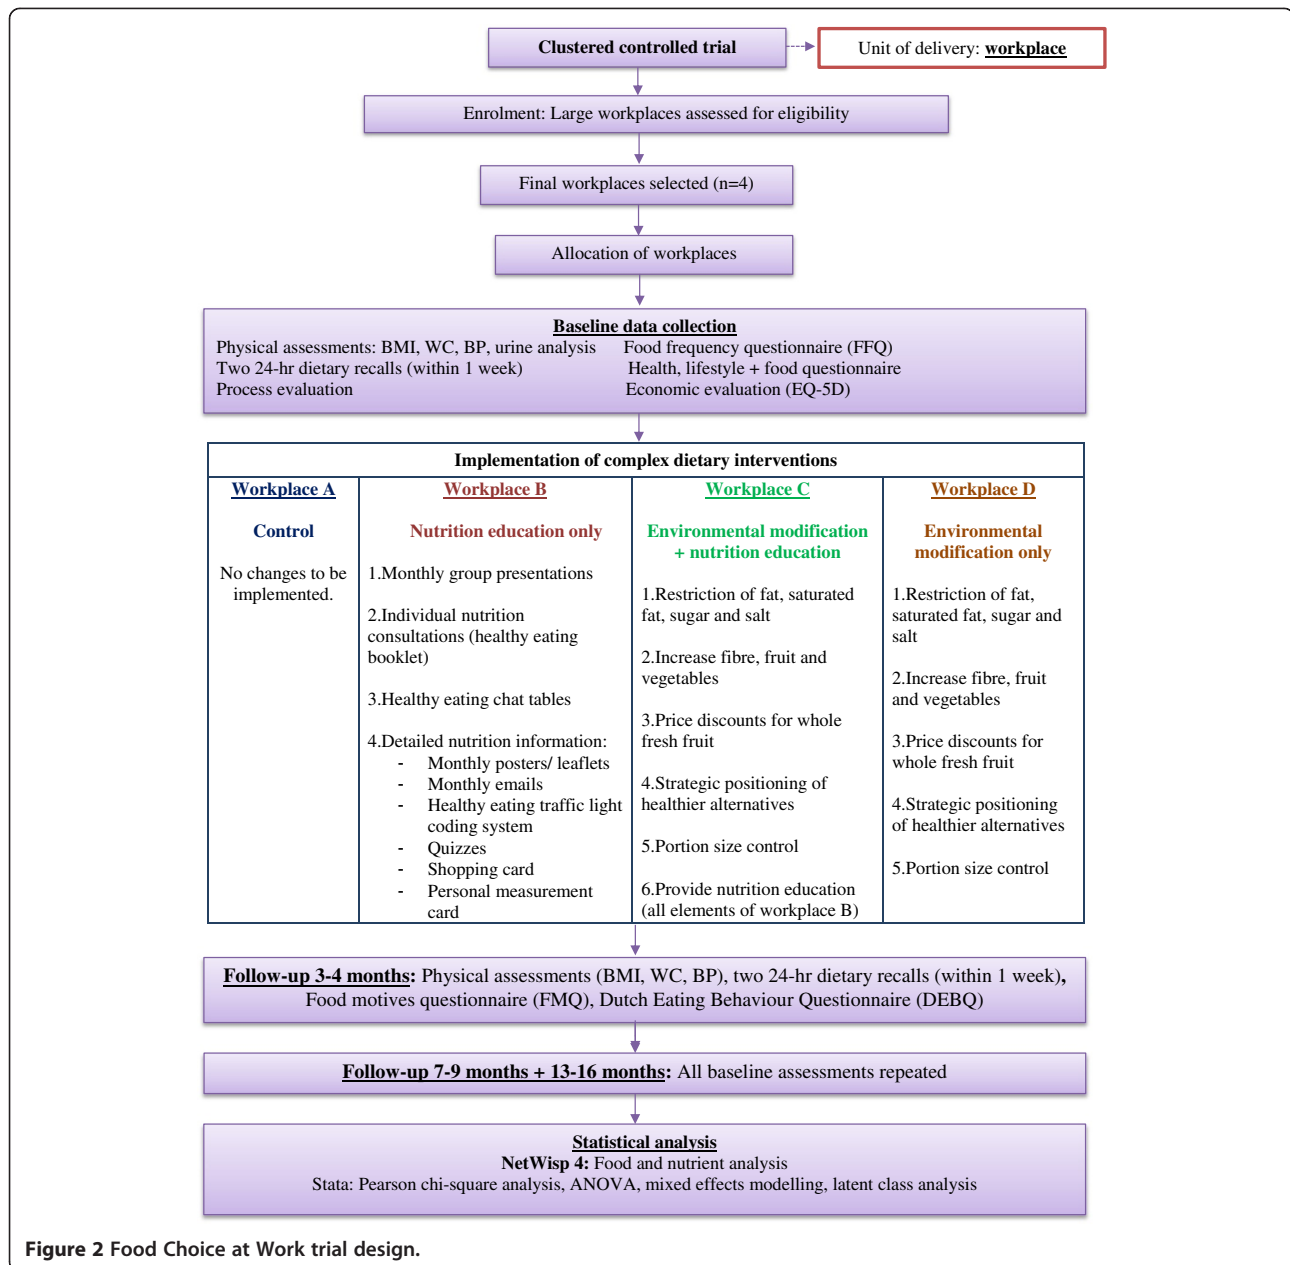 Clustered controlled trial
Unit of delivery: workplace
Enrolment: Large workplaces assessed for eligibility
Final workplaces selected (n=4)
Allocation of workplaces
Baseline data collection
Physical assessments: BMI, WC, BP, urine analysis Food frequency questionnaire (FFQ)
Two 24-hr dietary recalls (within 1 week) Health, lifestyle + food questionnaire
Process evaluation Economic evaluation (EQ-5D)
Implementation of complex dietary interventions
Workplace A
Control
No changes to be
implemented.
Workplace B
Nutrition education only
1.Monthly group presentations
2.Individual nutrition
consultations (healthy eating
booklet)
3.Healthy eating chat tables
4.Detailed nutrition information:
- Monthly posters/ leaflets
- Monthly emails
- Healthy eating traffic light
coding system
- Quizzes
- Shopping card
- Personal measurement
card
Workplace C
Environmental modification
+ nutrition education
1.Restriction of fat, saturated
fat, sugar and salt
2.Increase fibre, fruit and
vegetables
3.Price discounts for whole
fresh fruit
4.Strategic positioning of
healthier alternatives
5.Portion size control
6.Provide nutrition education
(all elements of workplace B)
Workplace D
Environmental
modification only
1.Restriction of fat,
saturated fat, sugar and
salt
2.Increase fibre, fruit
and vegetables
3.Price discounts for
whole fresh fruit
4.Strategic positioning
of healthier alternatives
5.Portion size control
Follow-up 3-4 months: Physical assessments (BMI, WC, BP), two 24-hr dietary recalls (within 1 week),
Food motives questionnaire (FMQ), Dutch Eating Behaviour Questionnaire (DEBQ)
Follow-up 7-9 months + 13-16 months: All baseline assessments repeated
Statistical analysis
NetWisp 4: Food and nutrient analysis
Stata: Pearson chi-square analysis, ANOVA, mixed effects modelling, latent class analysis
Figure 2 Food Choice at Work trial design.